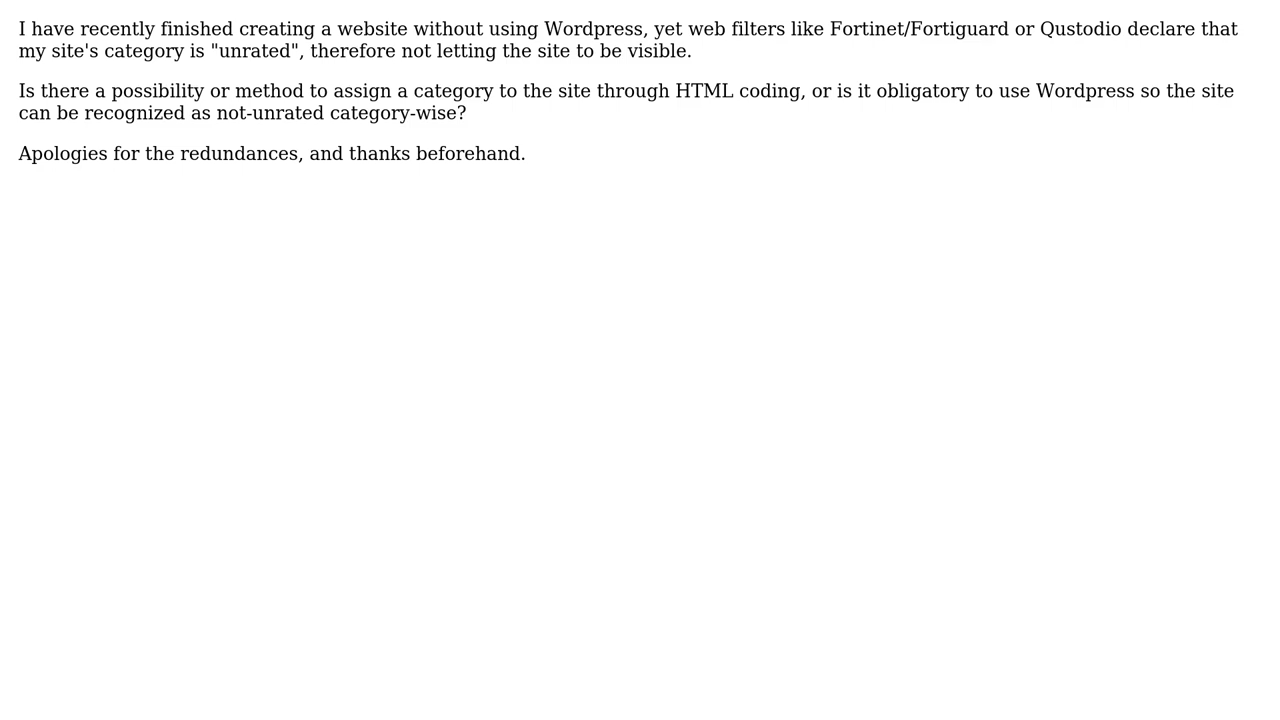 I have recently finished creating a website without using Wordpress, yet web filters like Fortinet/Fortiguard or Qustodio declare that
my site's category is "unrated", therefore not letting the site to be visible.
Is there a possibility or method to assign a category to the site through HTML coding, or is it obligatory to use Wordpress so the site
can be recognized as not-unrated category-wise?
Apologies for the redundances, and thanks beforehand.